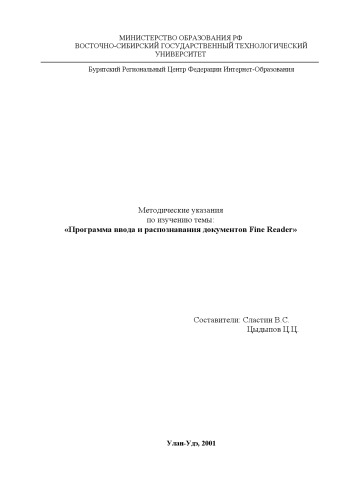 МИНИСТЕРСТВО ОБРАЗОВАНИЯ РФ
ВОСТОЧНО-СИБИРСКИЙ ГОСУДАРСТВЕННЫЙ ТЕХНОЛОГИЧЕСКИЙ
УНИВЕРСИТЕТ
Бурятский Региональный Центр Федерации Интернет-Образования
Методические указания
по изучению темы:
«Программа ввода и распознавания документов Fine Reader»
Составители: Сластин В.С.
Цыдыпов Ц.Ц.
Улан-Удэ, 2001